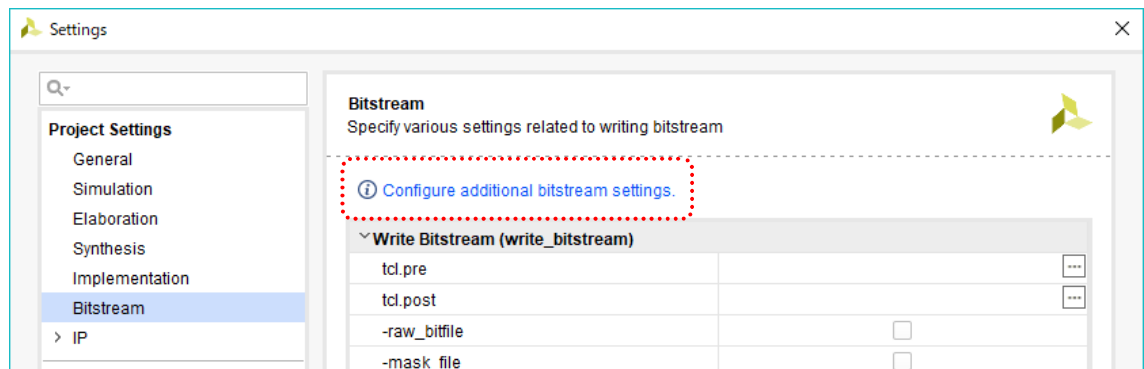 Settings
Project Settings
General
Simulation
Elaboration
Synthesis
Implementation
Bitstream
IP
Bitstream
Specify various settings related to writing bitstream
Configure additional bitstream settings.
Write Bitstream (write_bitstream)
tcl.pre
tcl.post
-raw_bitfile
-mask_file